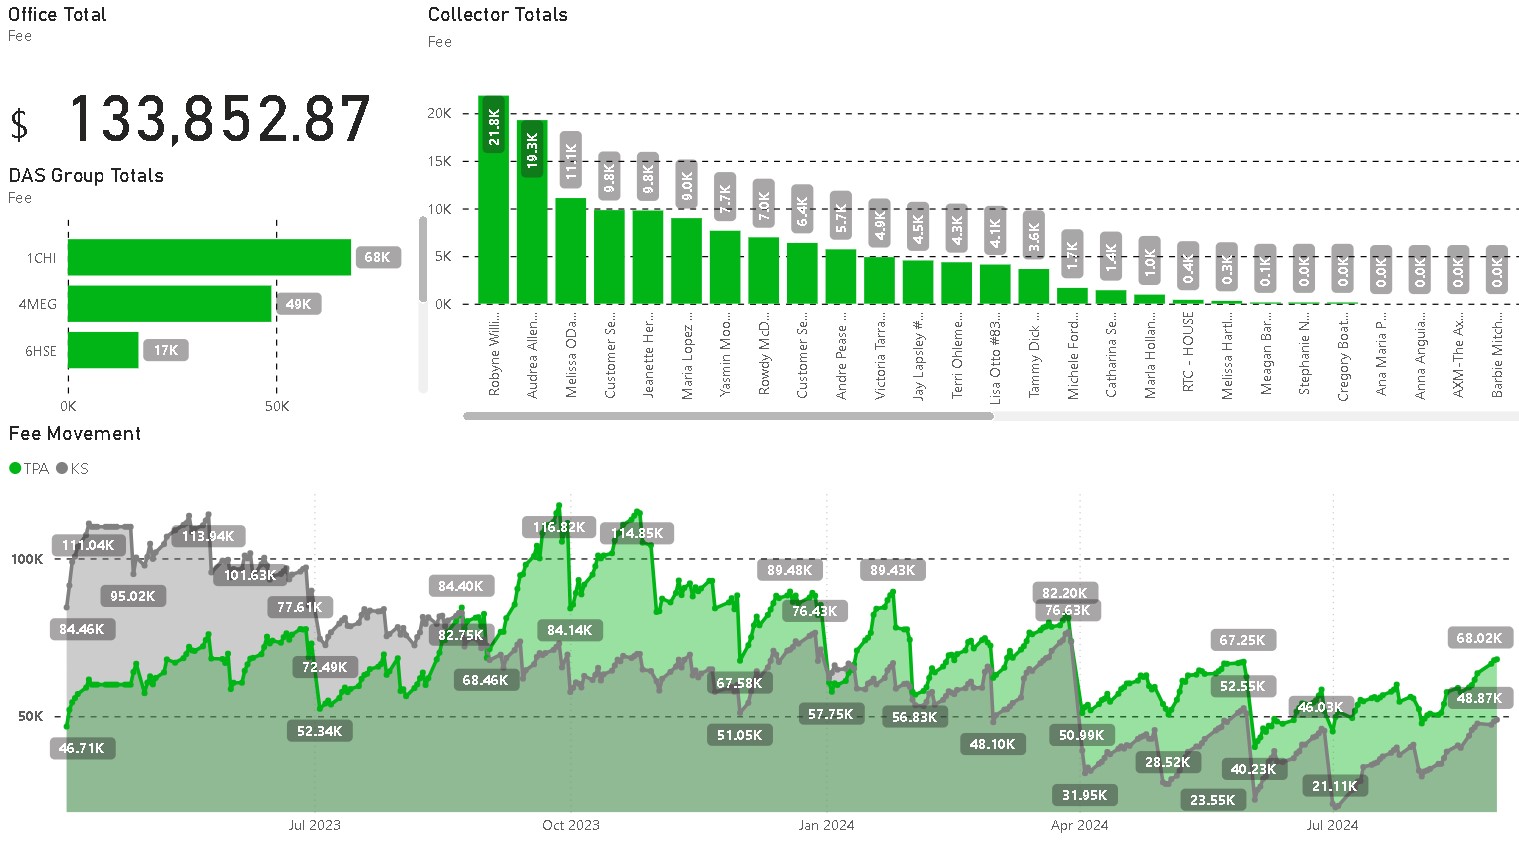 Office Total
Fee
$ 133,852.87
DAS Group Totals
Fee
1CHI
68K
4MEG
49K
6HSE
17K
0K
50K
Collector Totals
Fee
20K
15K
10K
5K
0K
21.8K
19.3K
11.1K
9.8K
9.8K
9.0K
7.7K
7.0K
6.4K
5.7K
4.9K
4.5K
4.3K
4.1K
3.6K
1.7K
1.4K
1.0K
0.4K
0.3K
0.1K
0.0K
0.0K
0.0K
0.0K
0.0K
0.0K
Robyne Willi...
Audrea Allen...
Melissa ODa...
Customer Se...
Jeanette Her...
Maria Lopez ...
Yasmin Moo...
Rowdy McD...
Customer Se...
Andre Pease ...
Victoria Tarra...
Jay Lapsley #...
Terri Ohleme...
Lisa Otto #83...
Tammy Dick ...
Michele Ford...
Catharina Se...
Marla Hollan...
RTC - HOUSE
Melissa Hartl...
Meagan Bar...
Stephanie N...
Gregory Boat...
Ana Maria P...
Anna Anguia...
AXM-The Ax...
Barbie Mitch...
Fee Movement
TPA KS
100K
50K
111.04K
95.02K
84.46K
46.71K
113.94K
101.63K
77.61K
72.49K
52.34K
84.40K
82.75K
68.46K
116.82K
84.14K
114.85K
67.58K
51.05K
89.48K
76.43K
57.75K
89.43K
56.83K
48.10K
82.20K
76.63K
50.99K
31.95K
28.52K
23.55K
67.25K
52.55K
40.23K
46.03K
21.11K
68.02K
48.87K
Jul 2023
Oct 2023
Jan 2024
Apr 2024
Jul 2024